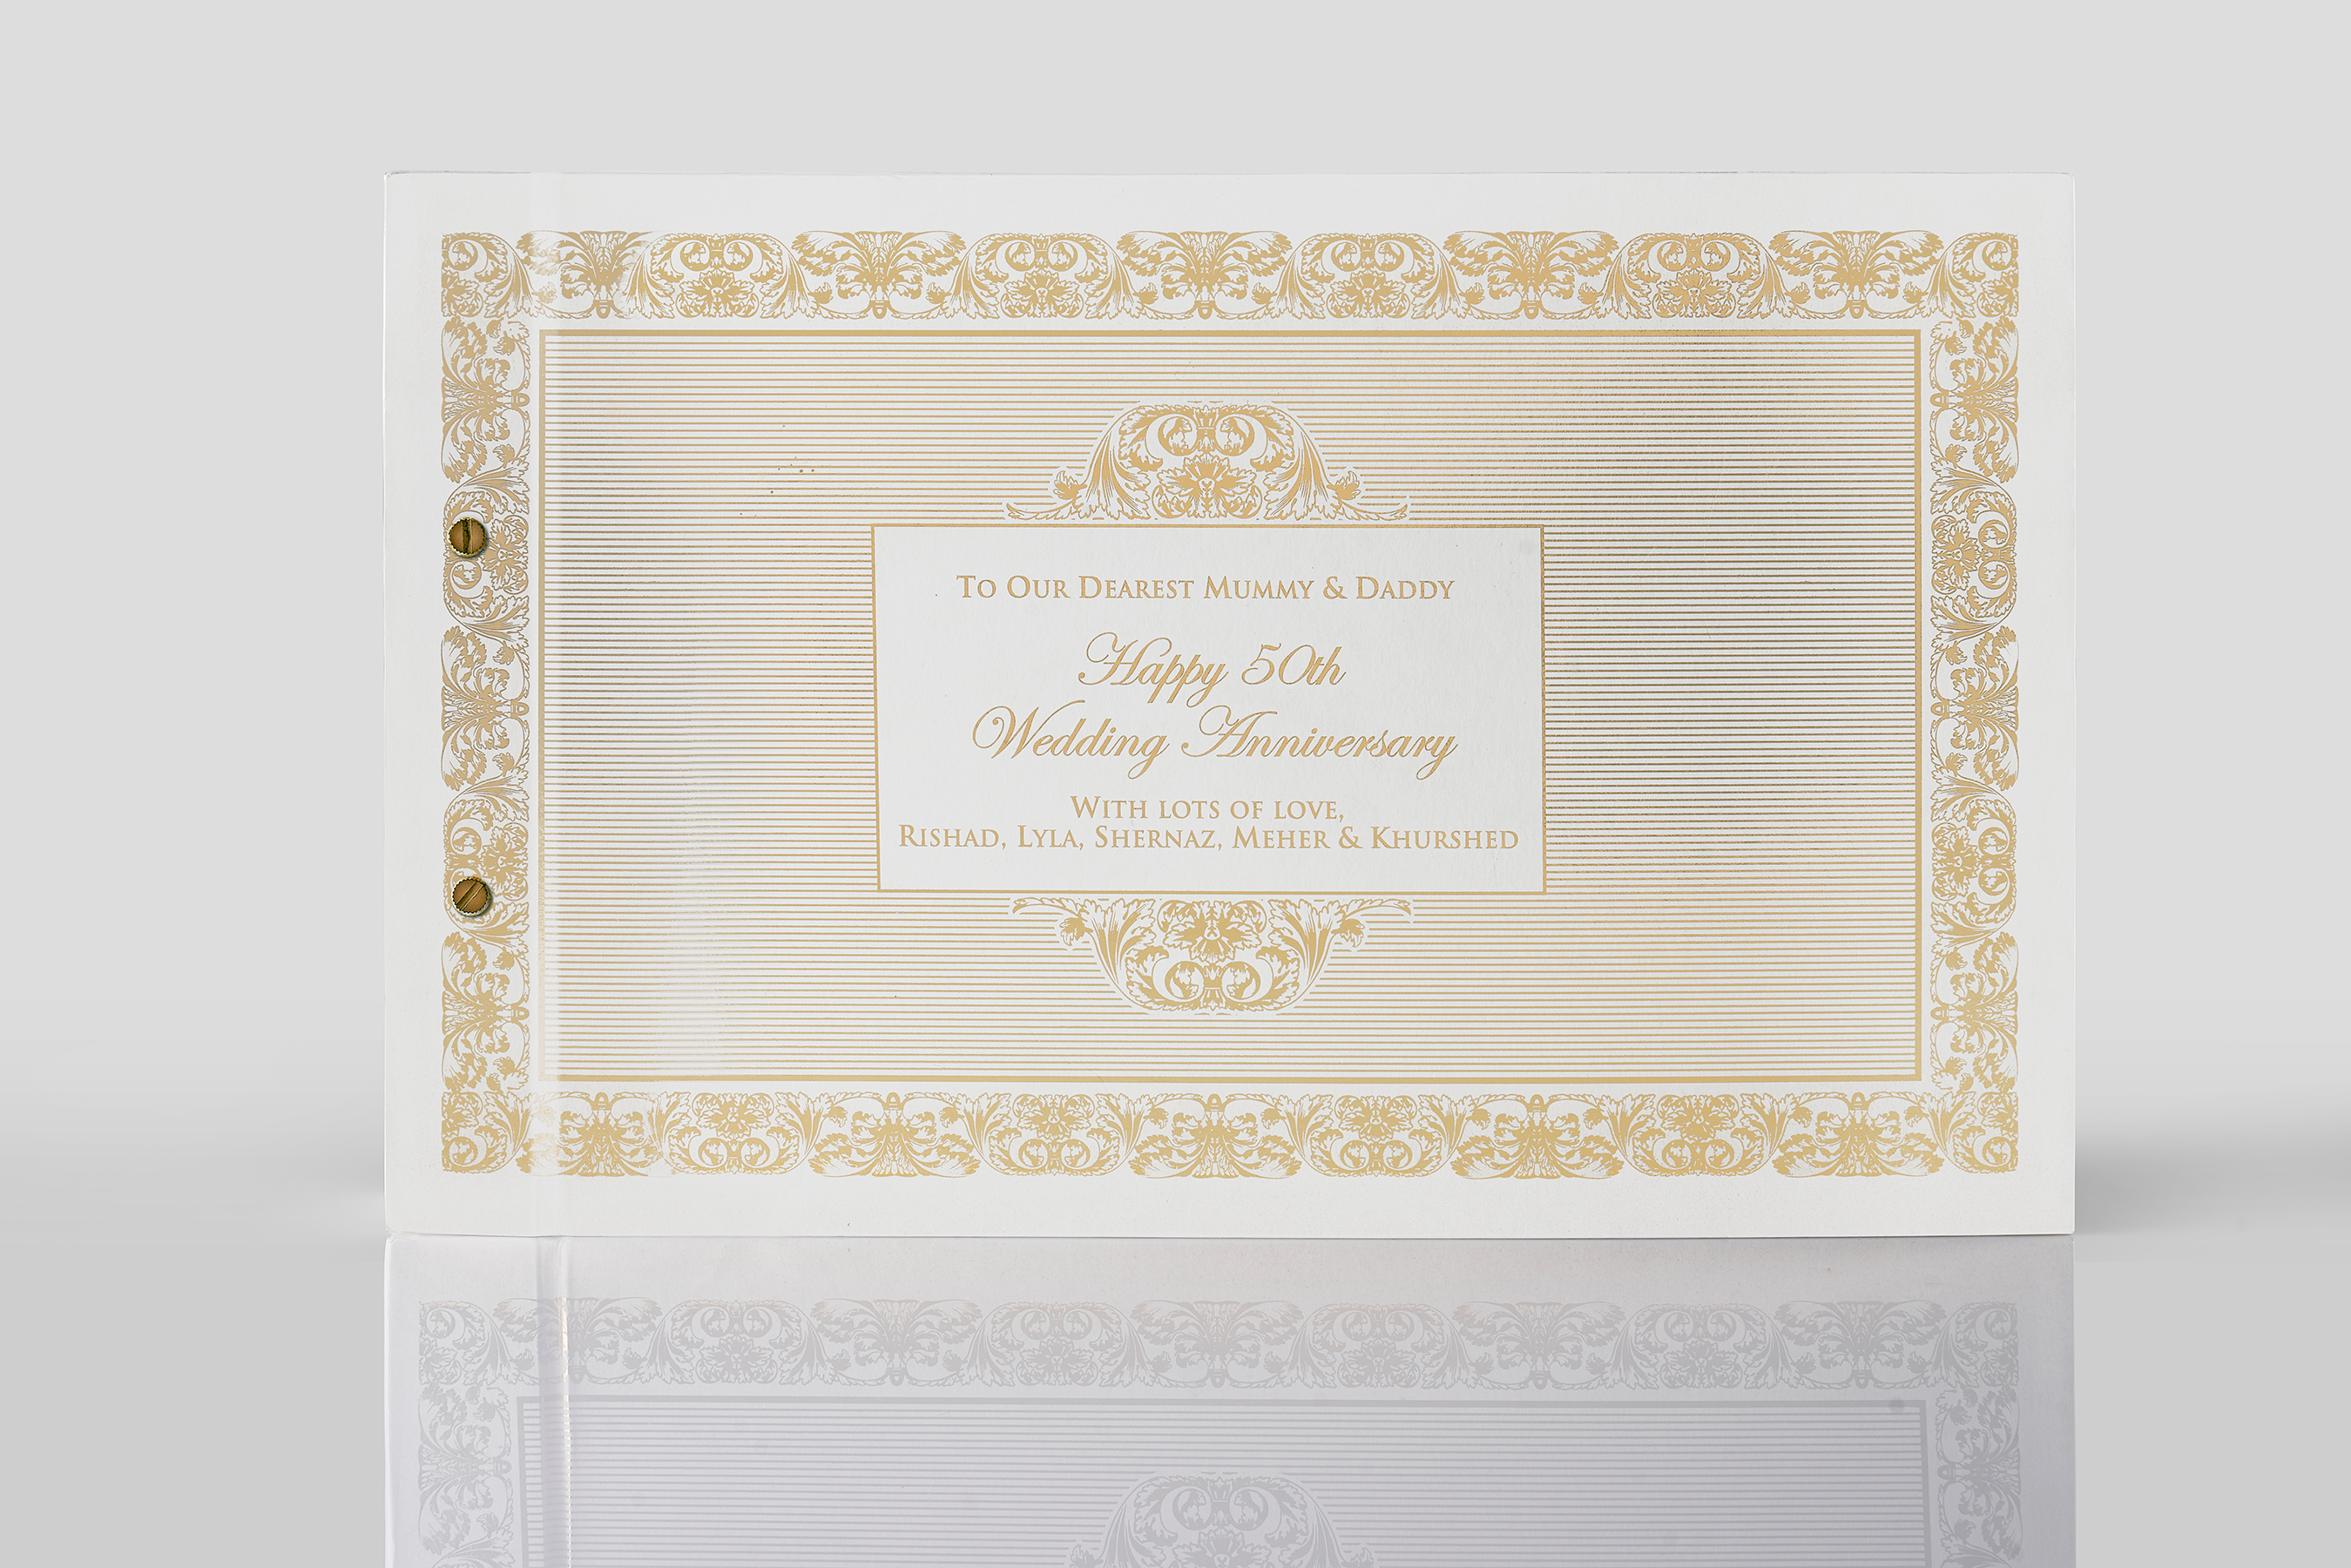 To Our Dearest Mummy & Daddy
Happy 50th
Wedding Anniversary
With lots of love,
Rishad, Lyla, Shernaz, Meher & Khurshed